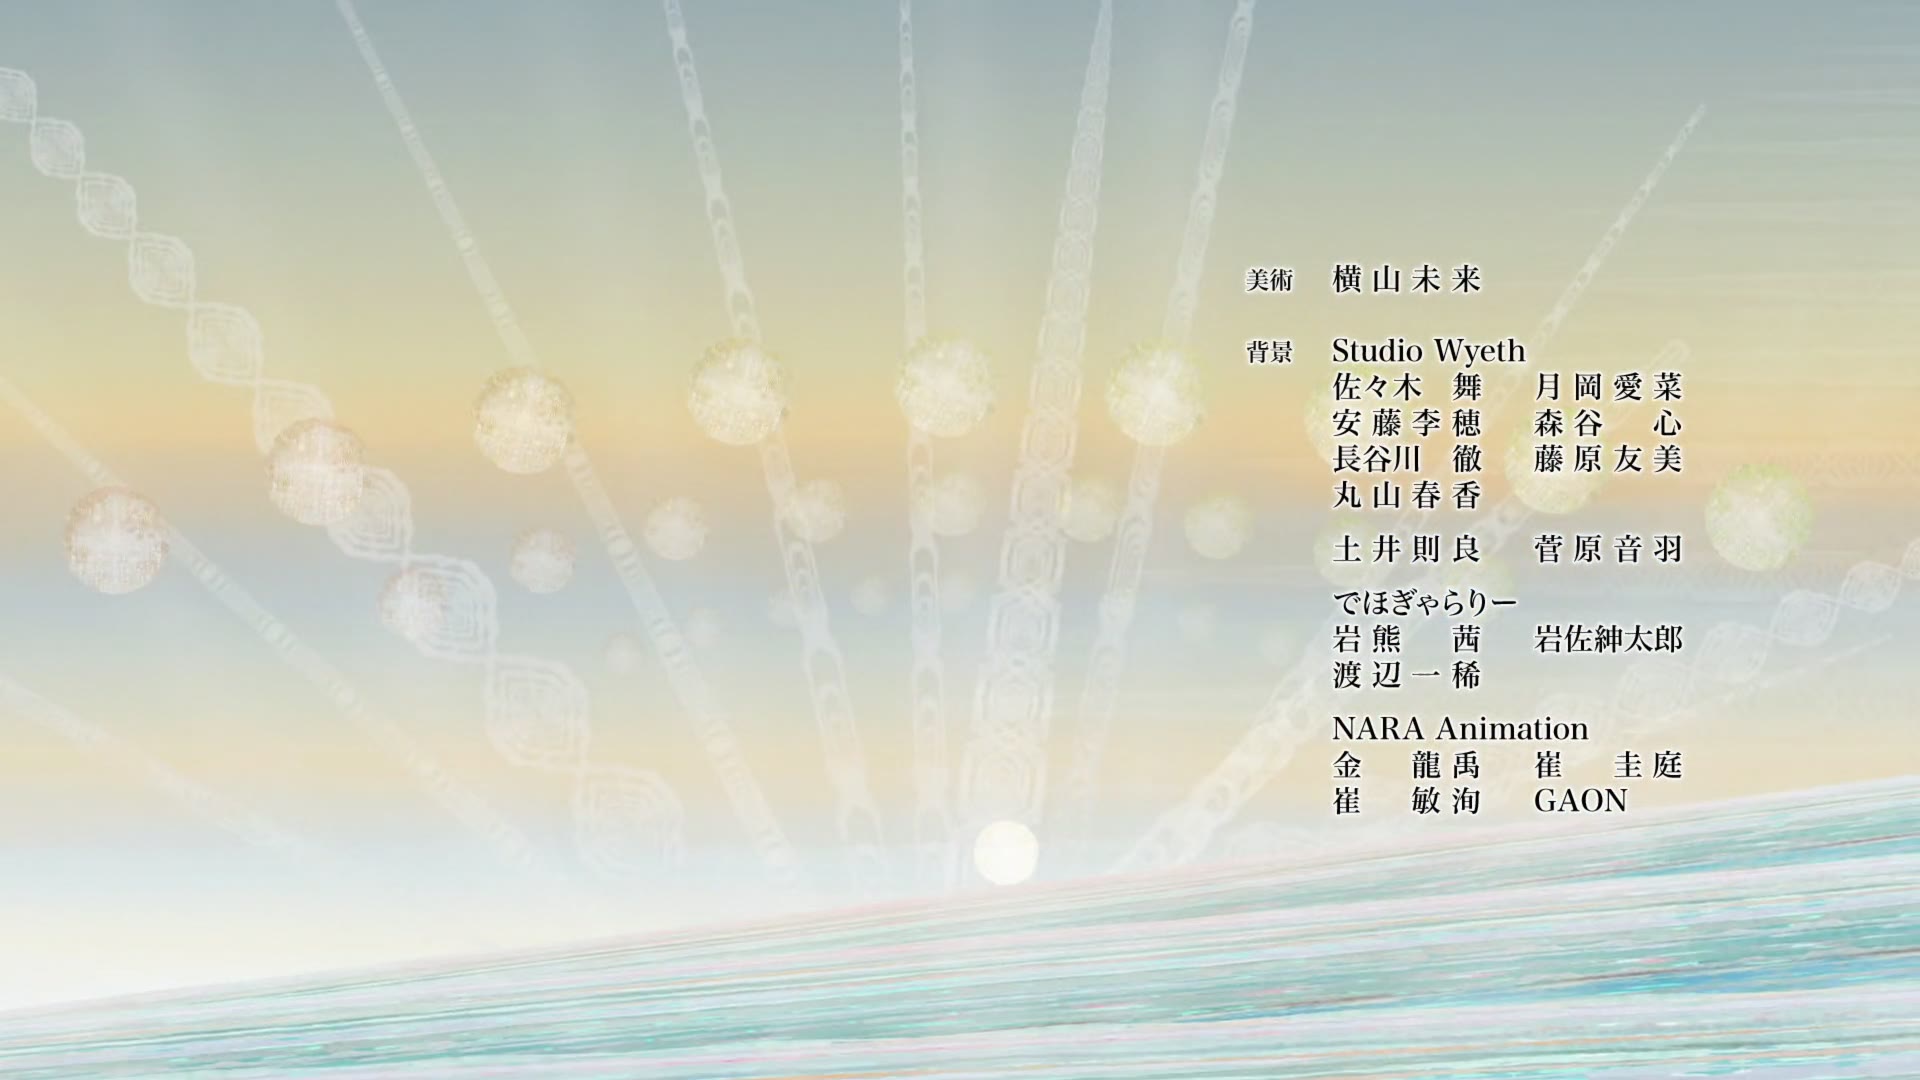 美術 横山未来
背景 Studio Wyeth
佐々木 舞 月岡愛菜
安藤李穂 森谷 心
長谷川 徹 藤原友美
丸山春香
土井則良 菅原音羽
でほぎゃらりー
岩熊 茜 岩佐紳太郎
渡辺一稀
NARA Animation
金 龍禹 崔 圭庭
崔 敏洵 GAON